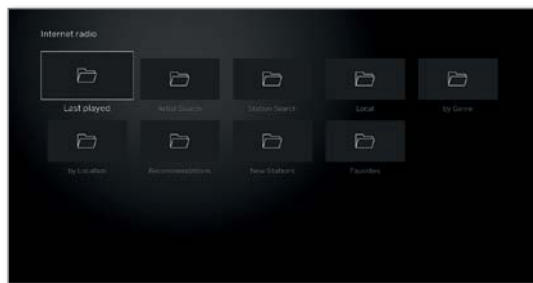 Internet radio
Last played
Artist Search
Station Search
Local
by Genre
by Location
Recommendations
New Stations
Favorites